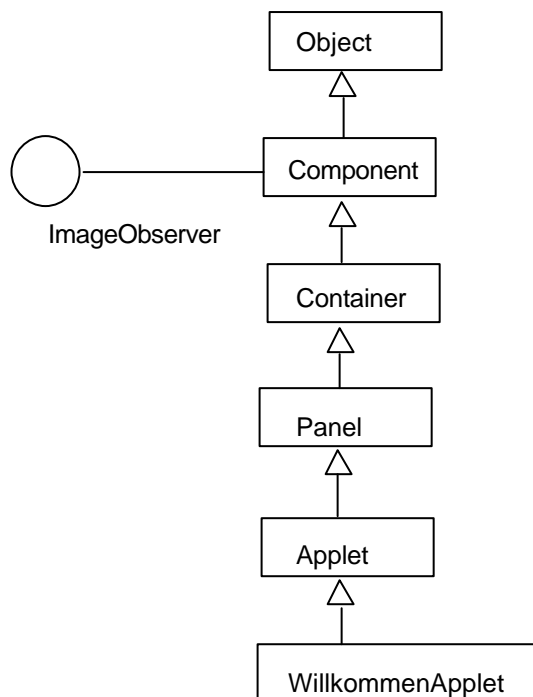 Object
Component
ImageObserver
Container
Panel
Applet
WillkommenApplet